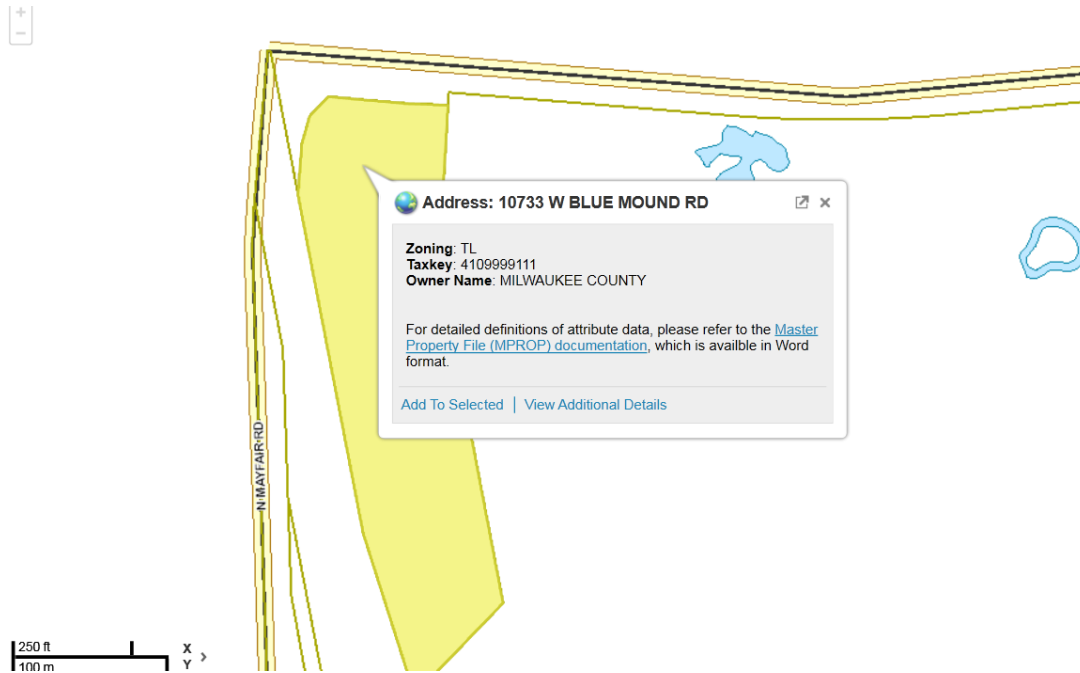 +
−
Address: 10733 W BLUE MOUND RD
Zoning: TL
Taxkey: 4109999111
Owner Name: MILWAUKEE COUNTY
For detailed definitions of attribute data, please refer to the Master
Property File (MPROP) documentation, which is availble in Word
format.
Add To Selected | View Additional Details
N MAYFAIR RD
250 ft
100 m
X
Y